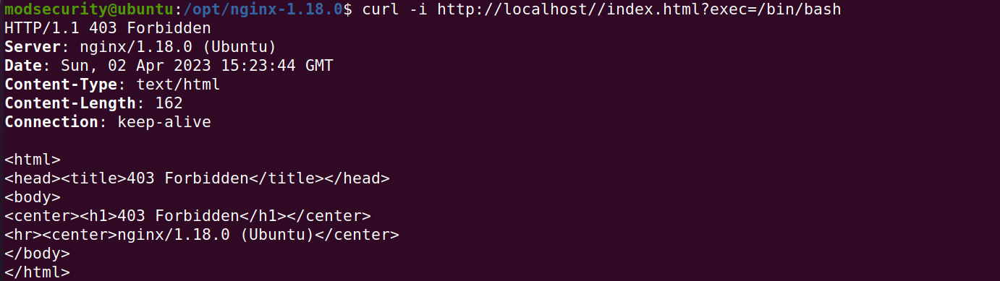 modsecurity@ubuntu:/opt/nginx-1.18.0$ curl -i http://localhost//index.html?exec=/bin/bash
HTTP/1.1 403 Forbidden
Server: nginx/1.18.0 (Ubuntu)
Date: Sun, 02 Apr 2023 15:23:44 GMT
Content-Type: text/html
Content-Length: 162
Connection: keep-alive

<html>
<head><title>403 Forbidden</title></head>
<body>
<center><h1>403 Forbidden</h1></center>
<hr><center>nginx/1.18.0 (Ubuntu)</center>
</body>
</html>